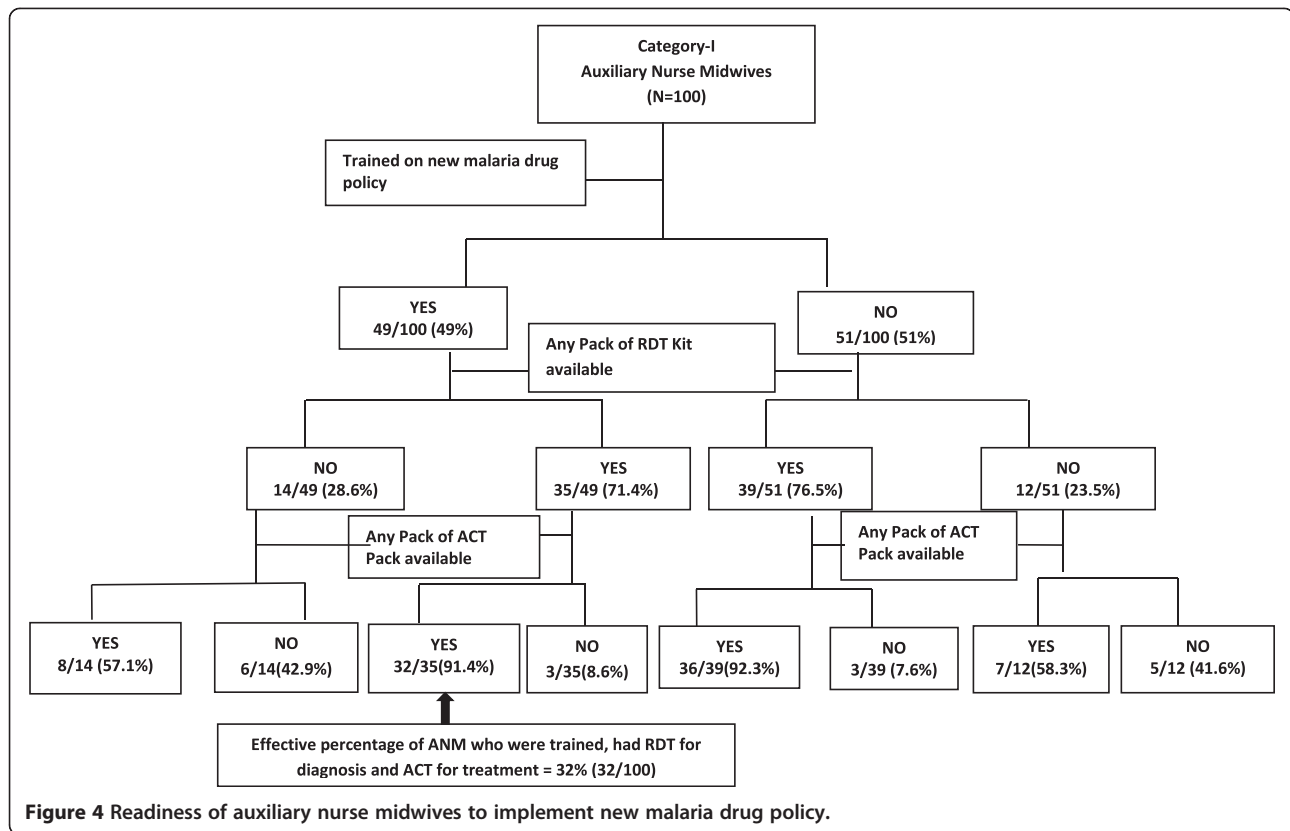 Category-I
Auxiliary Nurse Midwives
(N=100)
Trained on new malaria drug
policy
YES
49/100 (49%)
NO
51/100 (51%)
Any Pack of RDT Kit
available
NO
14/49 (28.6%)
YES
35/49 (71.4%)
YES
39/51 (76.5%)
NO
12/51 (23.5%)
Any Pack of ACT
Pack available
Any Pack of ACT
Pack available
YES
8/14 (57.1%)
NO
6/14(42.9%)
YES
32/35(91.4%)
NO
3/35(8.6%)
YES
36/39(92.3%)
NO
3/39 (7.6%)
YES
7/12(58.3%)
NO
5/12 (41.6%)
Effective percentage of ANM who were trained, had RDT for
diagnosis and ACT for treatment = 32% (32/100)
Figure 4 Readiness of auxiliary nurse midwives to implement new malaria drug policy.